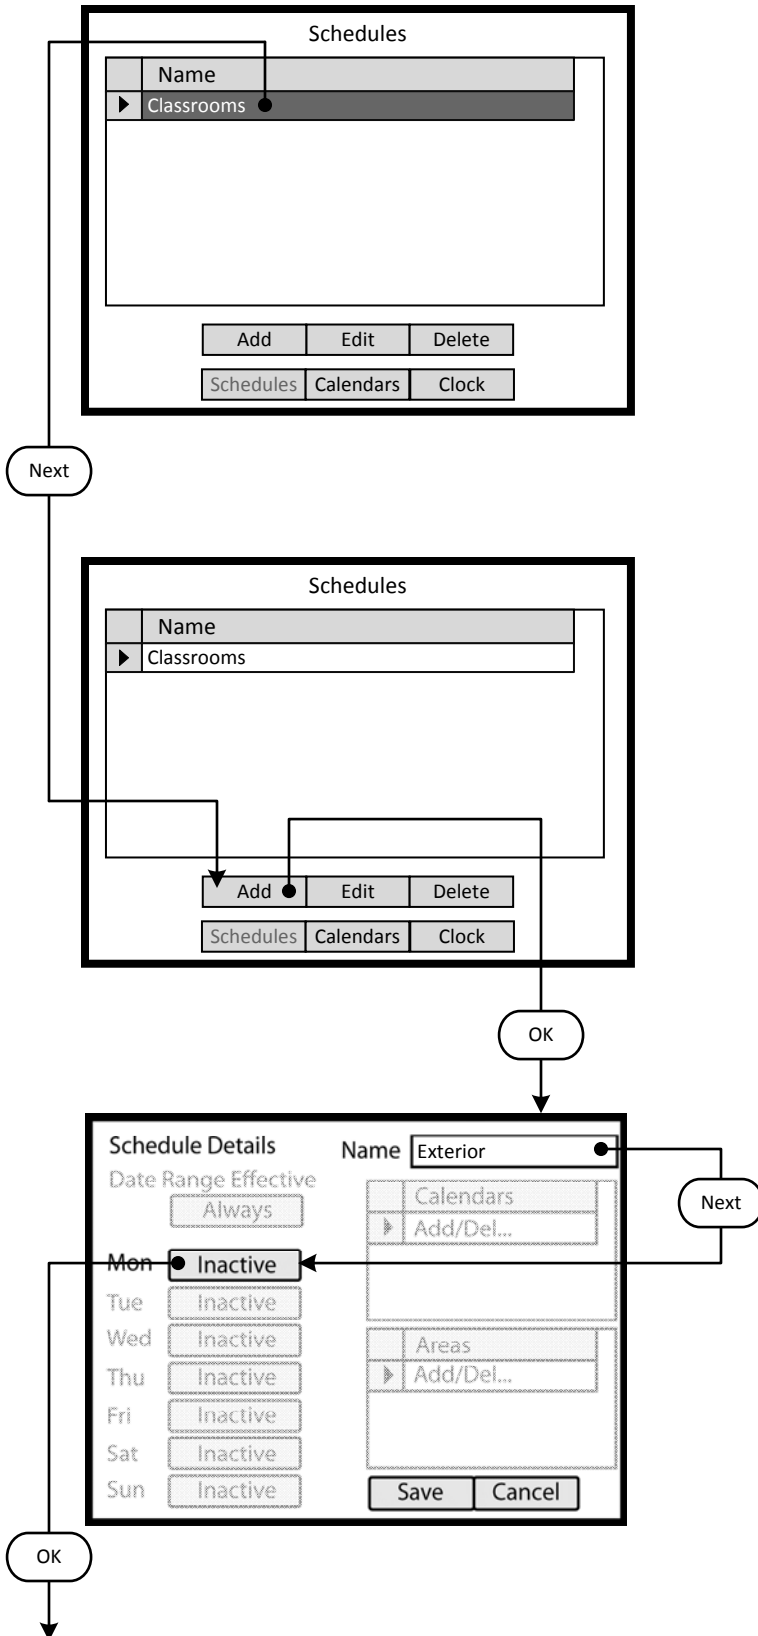 Schedules
Name
Classrooms
Add Edit Delete
Schedules Calendars Clock
Next
Schedules
Name
Classrooms
Add Edit Delete
Schedules Calendars Clock
OK
Schedule Details Name Exterior
Date Range Effective
Always
Calendars
Add/Del...
Next
Mon Inactive
Tue Inactive
Wed Inactive
Thu Inactive
Fri Inactive
Sat Inactive
Sun Inactive
Areas
Add/Del...
Save Cancel
OK